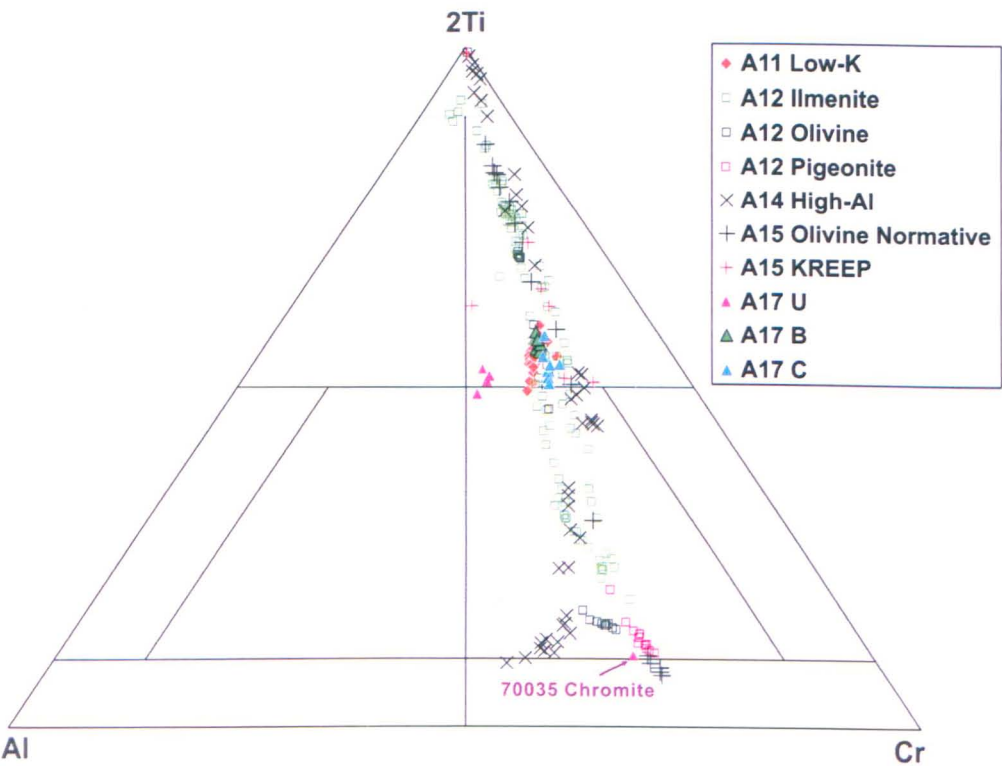 2Ti
A11 Low-K
A12 Ilmenite
A12 Olivine
A12 Pigeonite
A14 High-Al
A15 Olivine Normative
A15 KREEP
A17 U
A17 B
A17 C
70035 Chromite
Al
Cr